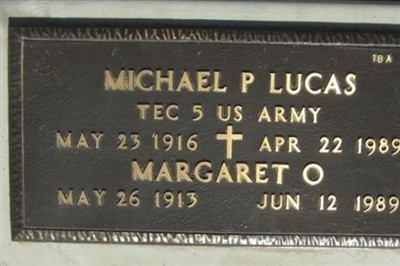 18A
MICHAEL P LUCAS
TEC 5 US ARMY
MAY 23 1916 APR 22 1989
MARGARET O
MAY 26 1913 JUN 12 1989